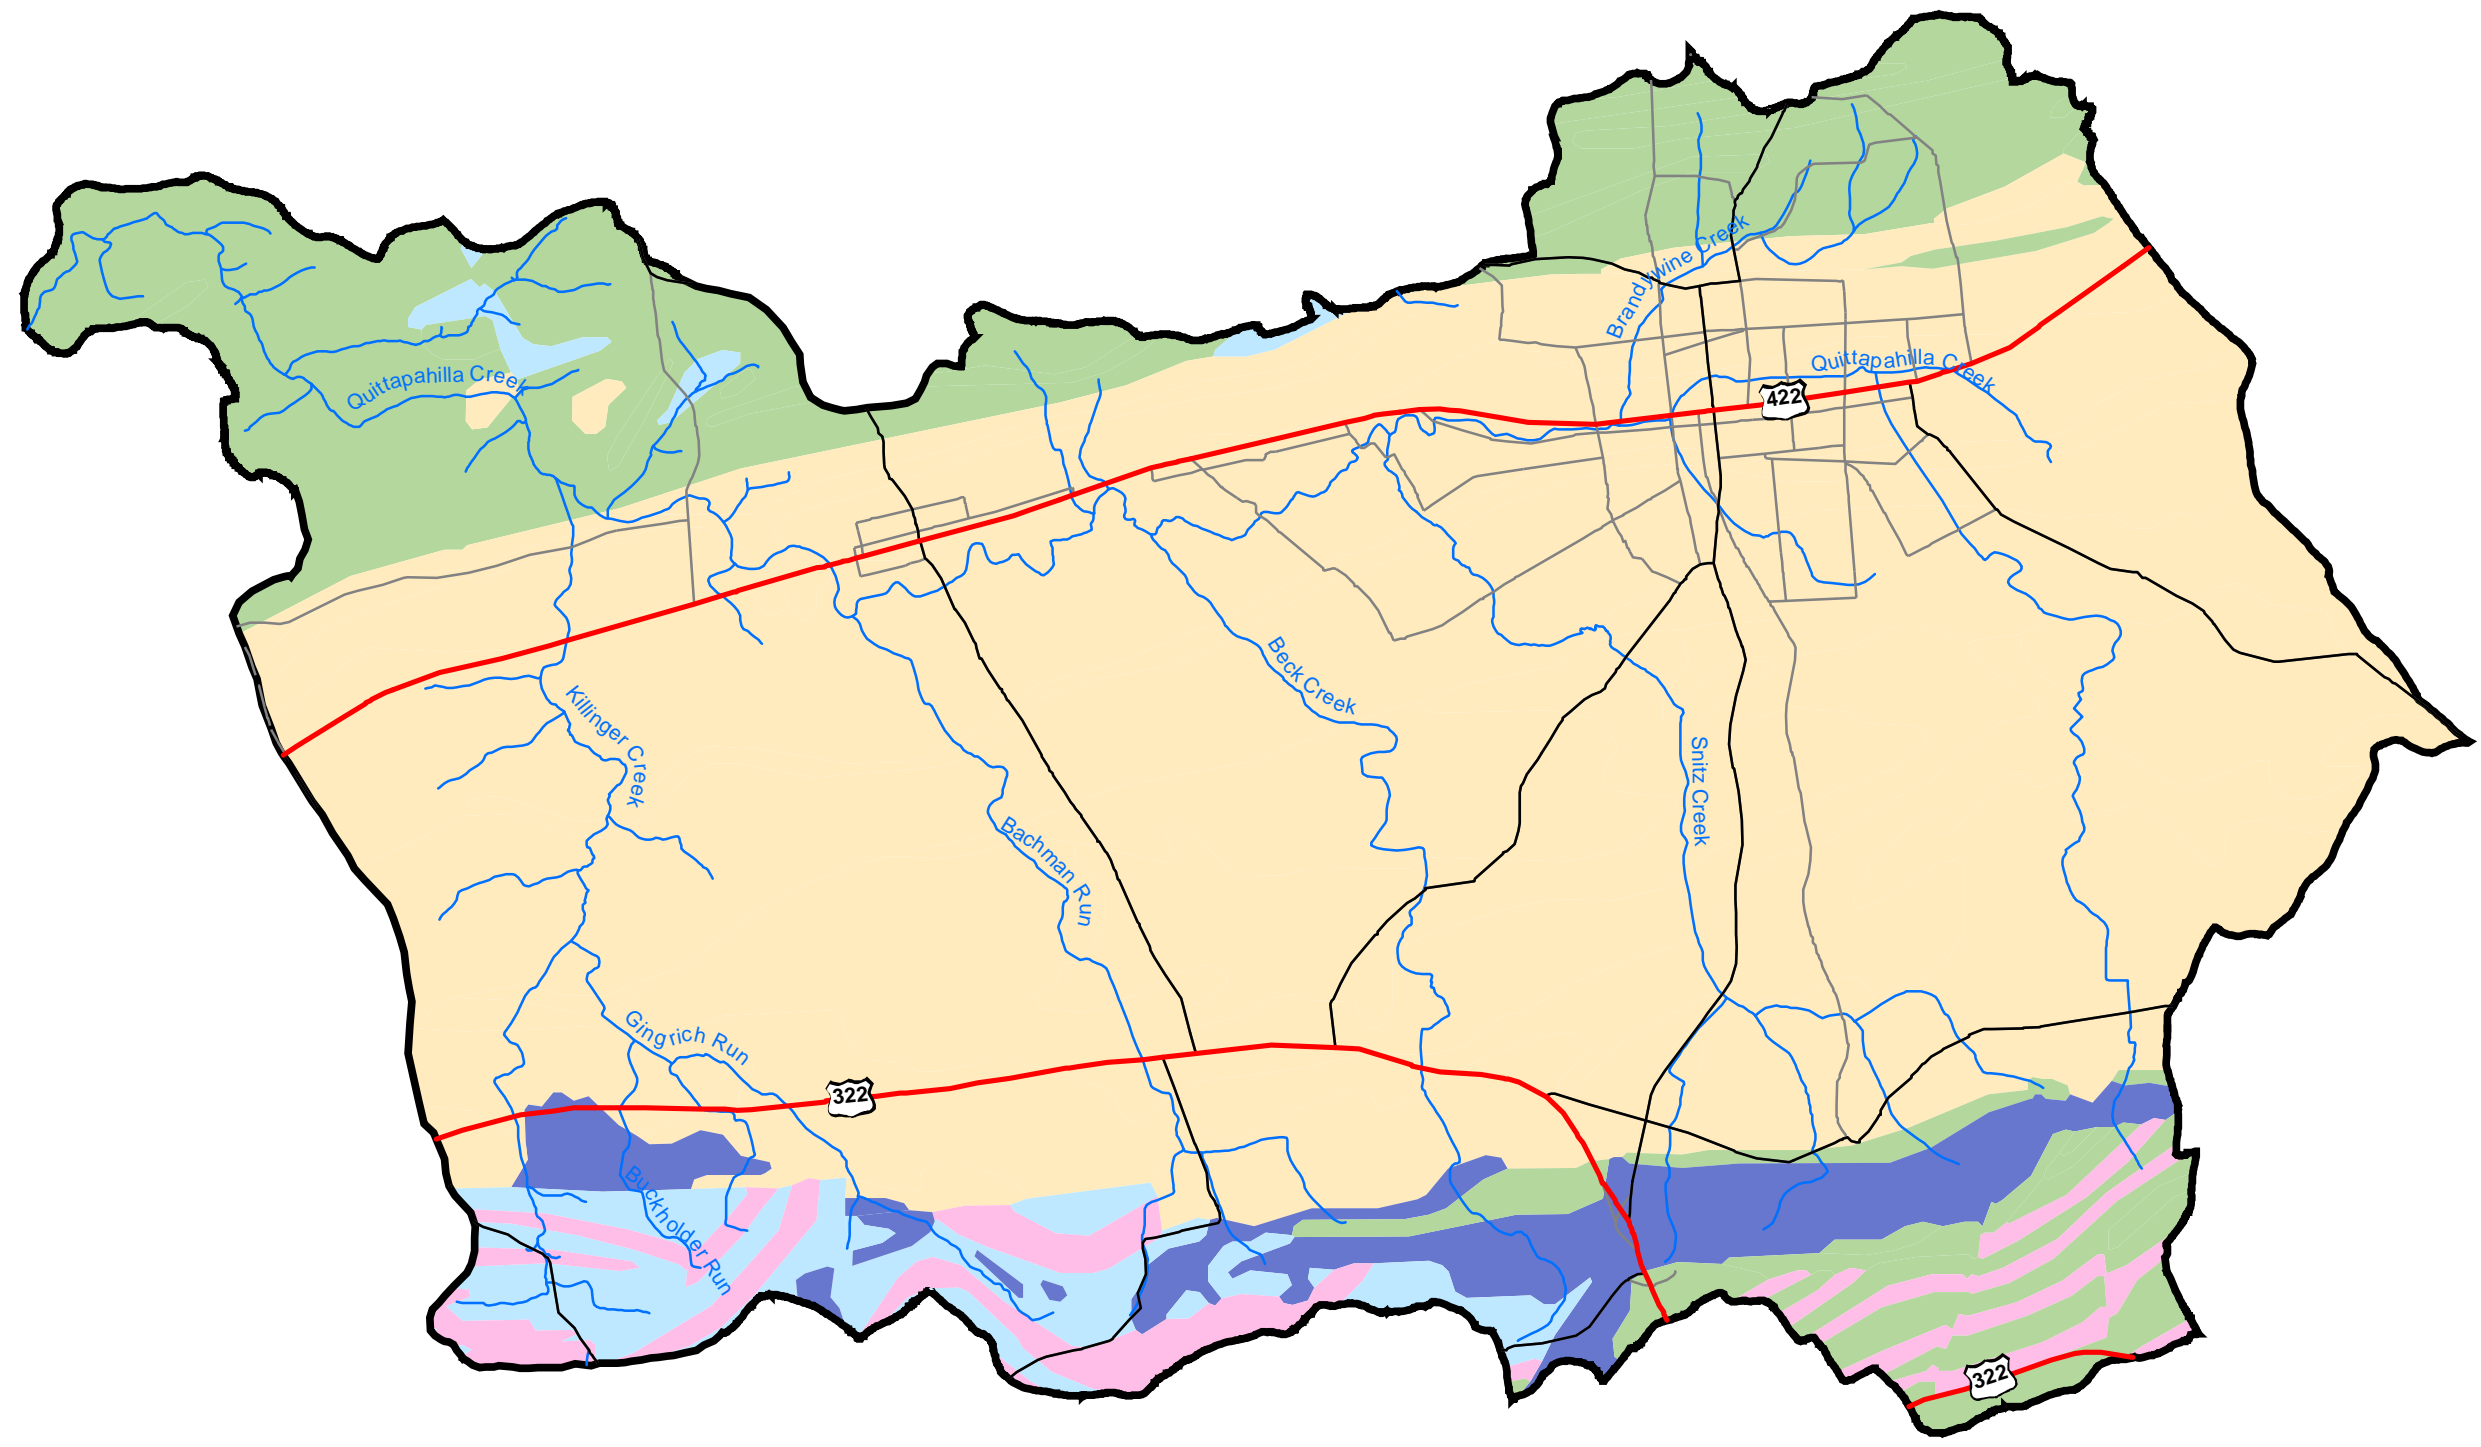 Brandywine Creek
Quittapahilla Creek
Quittapahilla Creek
422
Beck Creek
Killinger Creek
Snitz Creek
Bachman Run
Gingrich Run
322
Buckholder Run
322